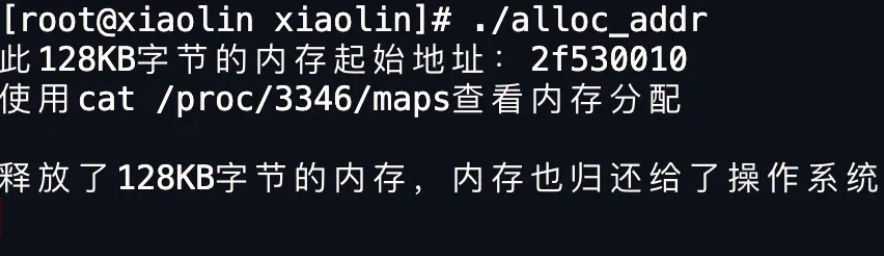 [root@xiaolin xiaolin]# ./alloc_addr
此128KB字节的内存起始地址：2f530010
使用cat /proc/3346/maps查看内存分配
释放了128KB字节的内存，内存也归还给了操作系统